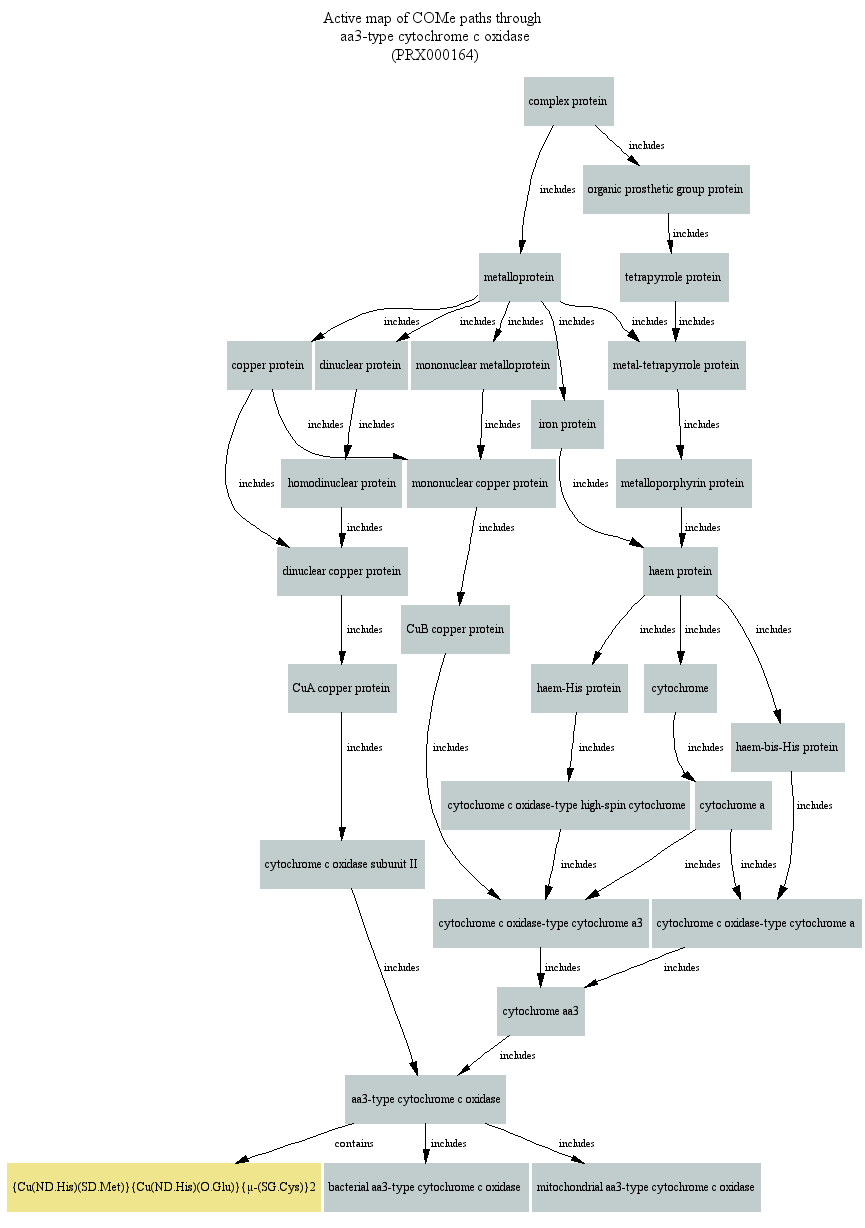 Active map of COMe paths through
aa3-type cytochrome c oxidase
(PRX000164)
complex protein
includes
includes
organic prosthetic group protein
includes
metalloprotein
tetrapyrrole protein
includes
includes
includes
includes
includes
includes
copper protein
dinuclear protein
mononuclear metalloprotein
metal-tetrapyrrole protein
iron protein
includes
includes
includes
includes
homodinuclear protein
mononuclear copper protein
metalloporphyrin protein
includes
includes
includes
includes
includes
includes
dinuclear copper protein
haem protein
CuB copper protein
includes
includes
includes
includes
CuA copper protein
haem-His protein
cytochrome
haem-bis-His protein
includes
includes
includes
includes
cytochrome c oxidase-type high-spin cytochrome
cytochrome a
includes
cytochrome c oxidase subunit II
includes
includes
includes
cytochrome c oxidase-type cytochrome a3
cytochrome c oxidase-type cytochrome a
includes
includes
includes
cytochrome aa3
includes
aa3-type cytochrome c oxidase
contains
includes
includes
{Cu(ND.His)(SD.Met)}{Cu(ND.His)(O.Glu)}{μ-(SG.Cys)}2
bacterial aa3-type cytochrome c oxidase
mitochondrial aa3-type cytochrome c oxidase